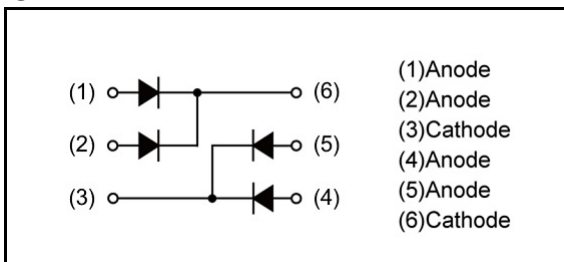 (1) (6)
(2) (5)
(3) (4)
(1)Anode
(2)Anode
(3)Cathode
(4)Anode
(5)Anode
(6)Cathode